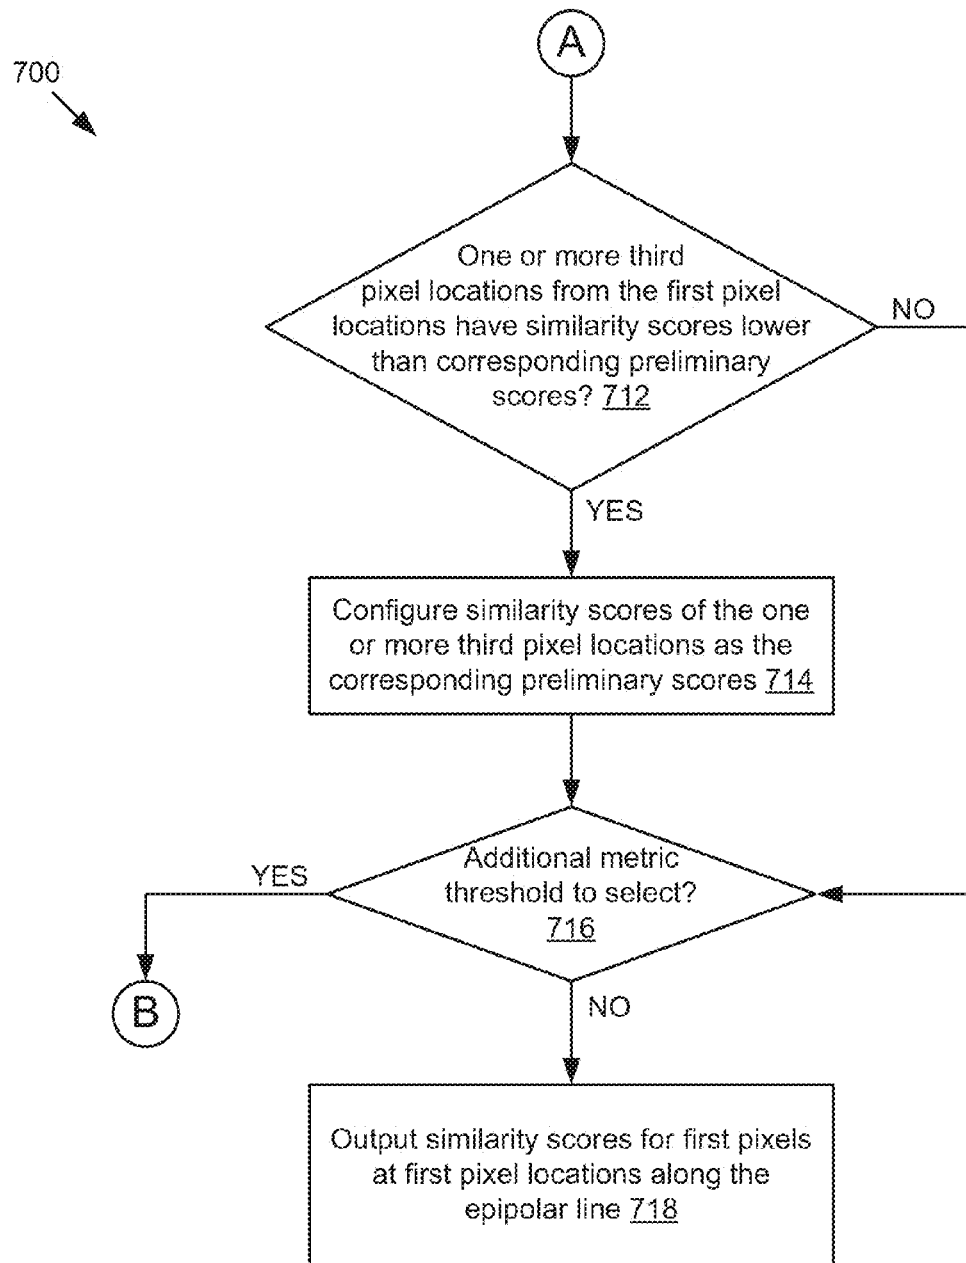 A
700
One or more third
pixel locations from the first pixel
locations have similarity scores lower
than corresponding preliminary
scores? 712
NO
YES
Configure similarity scores of the one
or more third pixel locations as the
corresponding preliminary scores 714
YES
Additional metric
threshold to select?
716
B
NO
Output similarity scores for first pixels
at first pixel locations along the
epipolar line 718